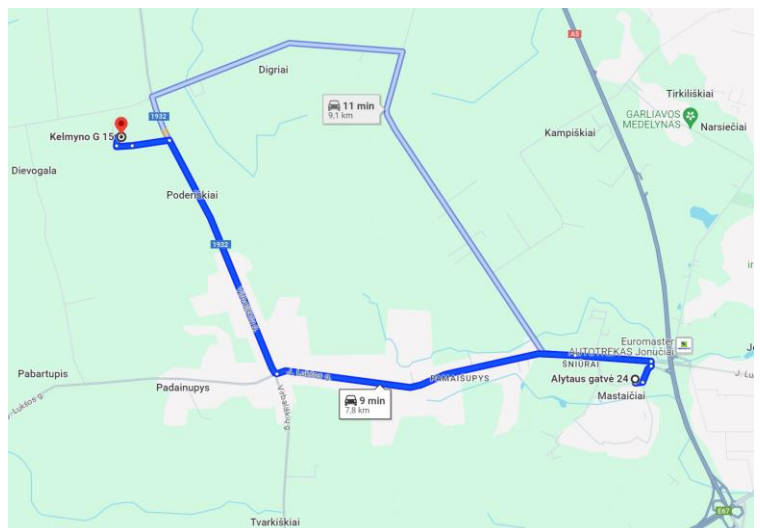 A5
Digriai
Tirkiliškiai
11 min
9,1 km
1932
GARLIAVOS
MEDELYNAS
Narsiečiai
Kampiškiai
Kelmyno G 15
Dievogala
Poderiškiai
1932
Euromaster
AUTOTREKAS Jonučiai
ŠNIŪRAI
Pabartupis
PAMAIŠUPYS
Alytaus gatvė 24
J. Lu
Padainupys
9 min
7,8 km
Mastaičiai
E67
Tvarkiškiai